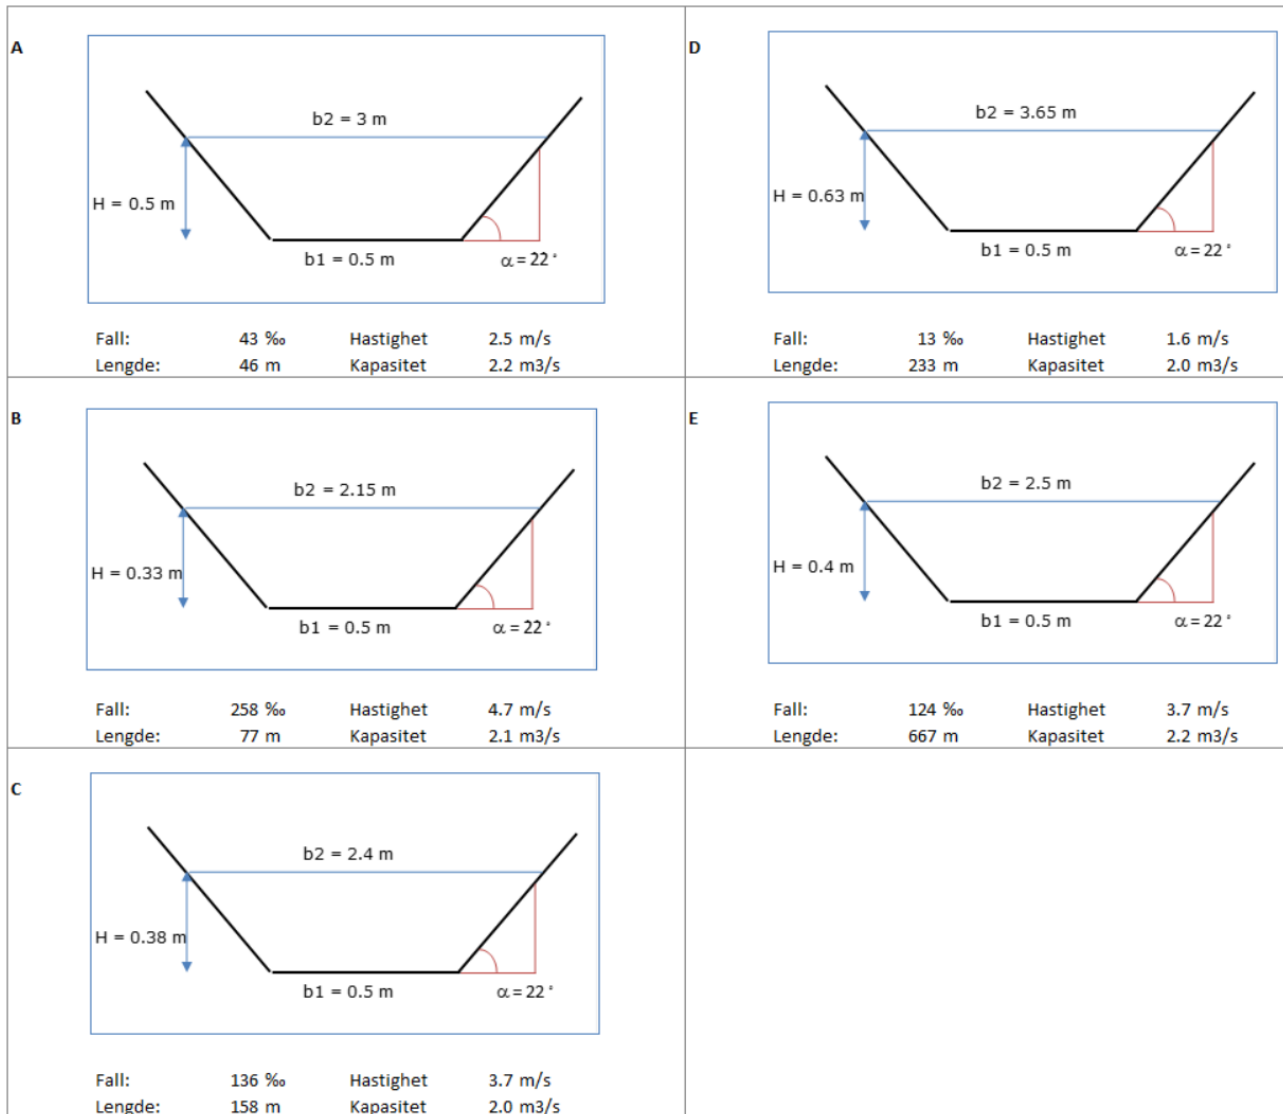 A
b2 = 3 m
H = 0.5 m
b1 = 0.5 m
α = 22 °
Fall: 43 ‰ Hastighet 2.5 m/s
Lengde: 46 m Kapasitet 2.2 m3/s
B
b2 = 2.15 m
H = 0.33 m
b1 = 0.5 m
α = 22 °
Fall: 258 ‰ Hastighet 4.7 m/s
Lengde: 77 m Kapasitet 2.1 m3/s
C
b2 = 2.4 m
H = 0.38 m
b1 = 0.5 m
α = 22 °
Fall: 136 ‰ Hastighet 3.7 m/s
Lengde: 158 m Kapasitet 2.0 m3/s
D
b2 = 3.65 m
H = 0.63 m
b1 = 0.5 m
α = 22 °
Fall: 13 ‰ Hastighet 1.6 m/s
Lengde: 233 m Kapasitet 2.0 m3/s
E
b2 = 2.5 m
H = 0.4 m
b1 = 0.5 m
α = 22 °
Fall: 124 ‰ Hastighet 3.7 m/s
Lengde: 667 m Kapasitet 2.2 m3/s